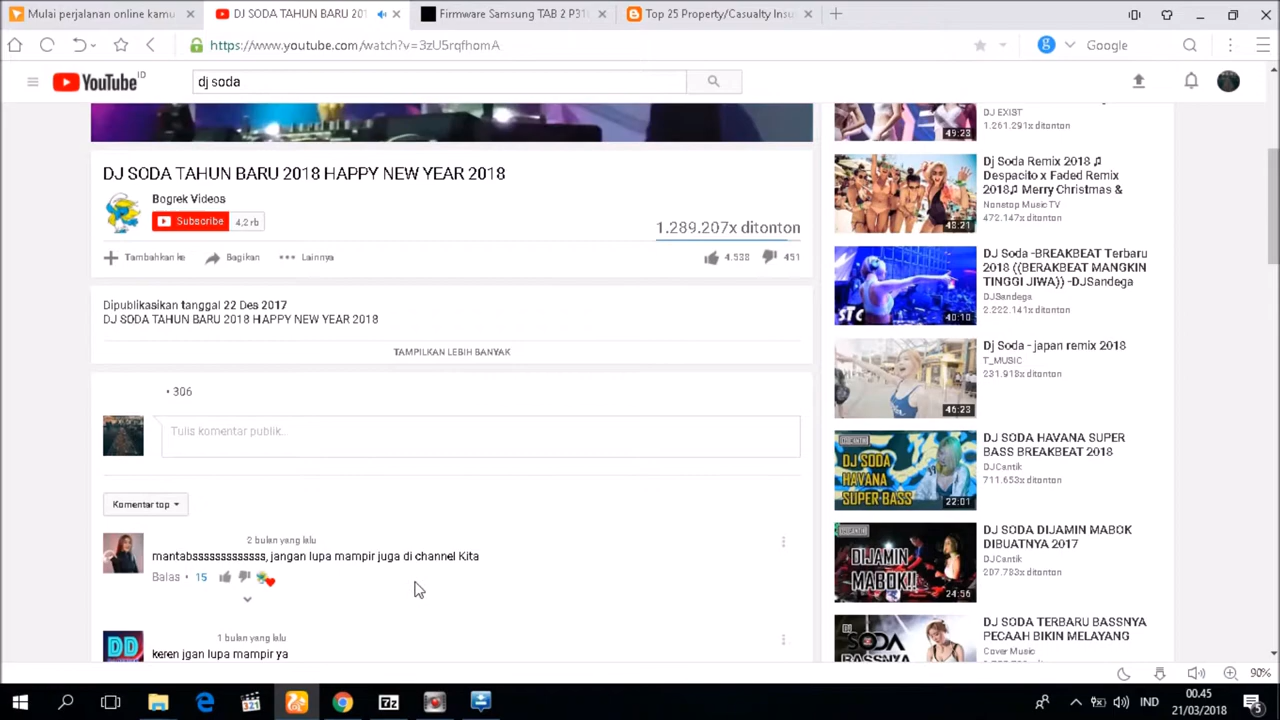 Mulai perjalanan online kamu
DJ SODA TAHUN BARU 201
Firmware Samsung TAB 2 P31
Top 25 Property/Casualty Insu
https://www.youtube.com/watch?v=3zU5rqfhomA
Google
YouTube ID
dj soda
DJ SODA TAHUN BARU 2018 HAPPY NEW YEAR 2018
Bogrek Videos
Subscribe 4,2 rb
1.289.207x ditonton
Tambahkan ke Bagikan Lainnya
4.538 451
Dipublikasikan tanggal 22 Des 2017
DJ SODA TAHUN BARU 2018 HAPPY NEW YEAR 2018
TAMPILKAN LEBIH BANYAK
• 306
Tulis komentar publik...
Komentar top
2 bulan yang lalu
mantabsssssssssssss, jangan lupa mampir juga di channel Kita
Balas • 15
1 bulan yang lalu
DD
keren jgan lupa mampir ya
DJ EXIST
1.261.291x ditonton
49:23
Dj Soda Remix 2018 ♫
Despacito x Faded Remix
2018♫ Merry Christmas &
Nonstop Music TV
472.147x ditonton
48:21
DJ Soda -BREAKBEAT Terbaru
2018 ((BERAKBEAT MANGKIN
TINGGI JIWA)) -DJSandega
DJSandega
2.222.141x ditonton
STC
40:10
Dj Soda - japan remix 2018
T_MUSIC
231.918x ditonton
46:23
DJ SODA HAVANA SUPER
BASS BREAKBEAT 2018
DJCantik
711.653x ditonton
DJ SODA
HAVANA
SUPER BASS
22:01
DJ SODA DIJAMIN MABOK
DIBUATNYA 2017
DJCantik
207.783x ditonton
DIJAMIN
MABOK!!
24:56
DJ SODA TERBARU BASSNYA
PECAAH BIKIN MELAYANG
Cover Music
DJ
SODA
BASSNYA
90%
321
7z
IND
00.45
21/03/2018
5